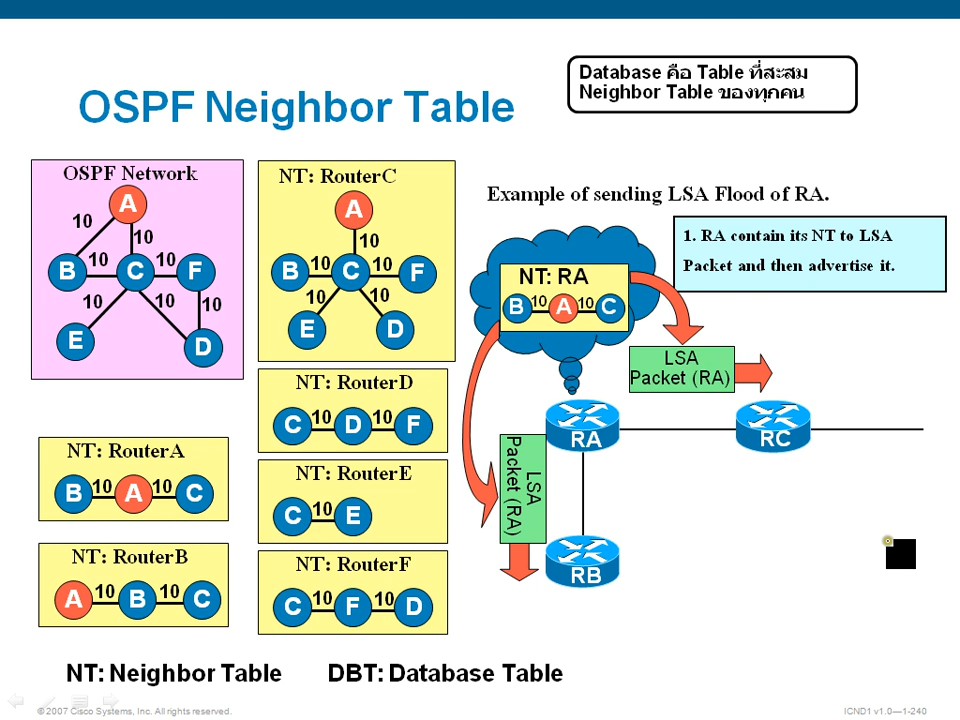 Database คือ Table ที่สะสม
Neighbor Table ของทุกคน
OSPF Neighbor Table
OSPF Network
A
10
10
B
10
C
10
F
10
10
10
E
D
NT: RouterC
A
10
B
10
C
10
F
10
10
E
D
Example of sending LSA Flood of RA.
1. RA contain its NT to LSA
Packet and then advertise it.
NT: RA
B
10
A
10
C
LSA
Packet (RA)
RA
RC
LSA
Packet (RA)
RB
NT: RouterD
C
10
D
10
F
NT: RouterA
B
10
A
10
C
NT: RouterE
C
10
E
NT: RouterB
A
10
B
10
C
NT: RouterF
C
10
F
10
D
NT: Neighbor Table
DBT: Database Table
© 2007 Cisco Systems, Inc. All rights reserved.
ICND1 v1.0—1-240